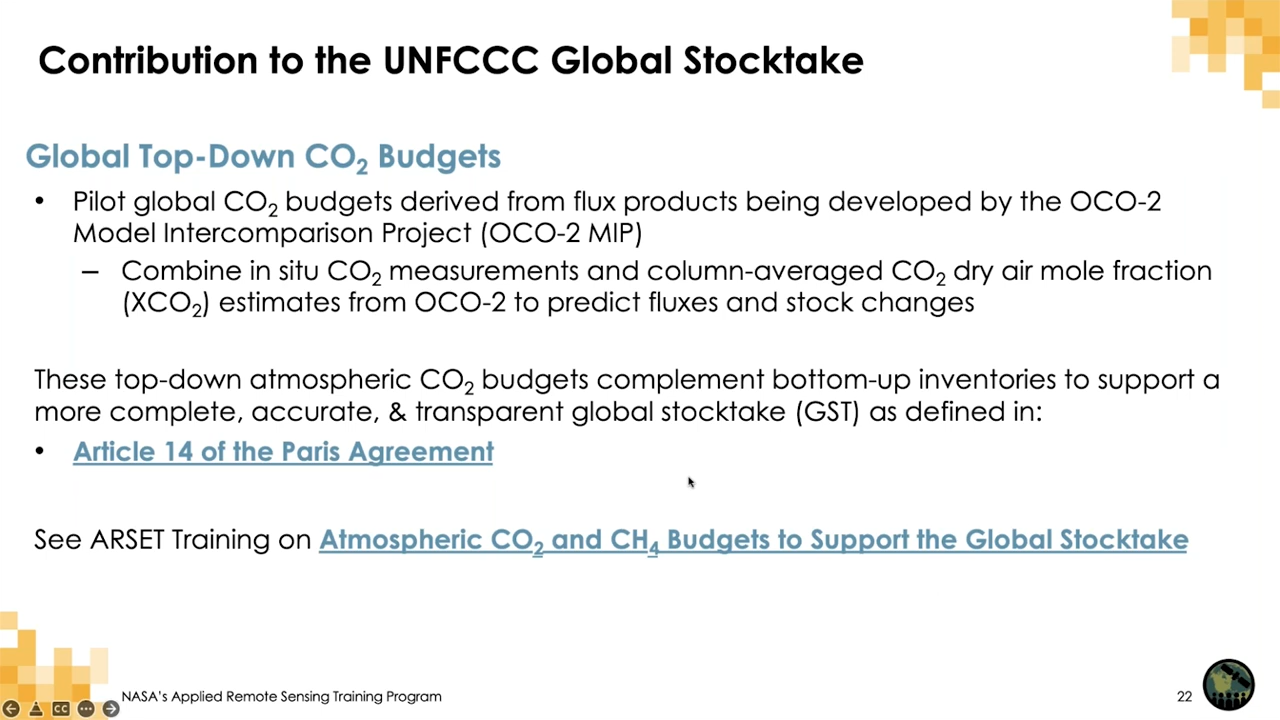 Contribution to the UNFCCC Global Stocktake
Global Top-Down CO₂ Budgets
• Pilot global CO₂ budgets derived from flux products being developed by the OCO-2
Model Intercomparison Project (OCO-2 MIP)
– Combine in situ CO₂ measurements and column-averaged CO₂ dry air mole fraction
(XCO₂) estimates from OCO-2 to predict fluxes and stock changes
These top-down atmospheric CO₂ budgets complement bottom-up inventories to support a
more complete, accurate, & transparent global stocktake (GST) as defined in:
• Article 14 of the Paris Agreement
See ARSET Training on Atmospheric CO₂ and CH₄ Budgets to Support the Global Stocktake
CC
NASA's Applied Remote Sensing Training Program
22